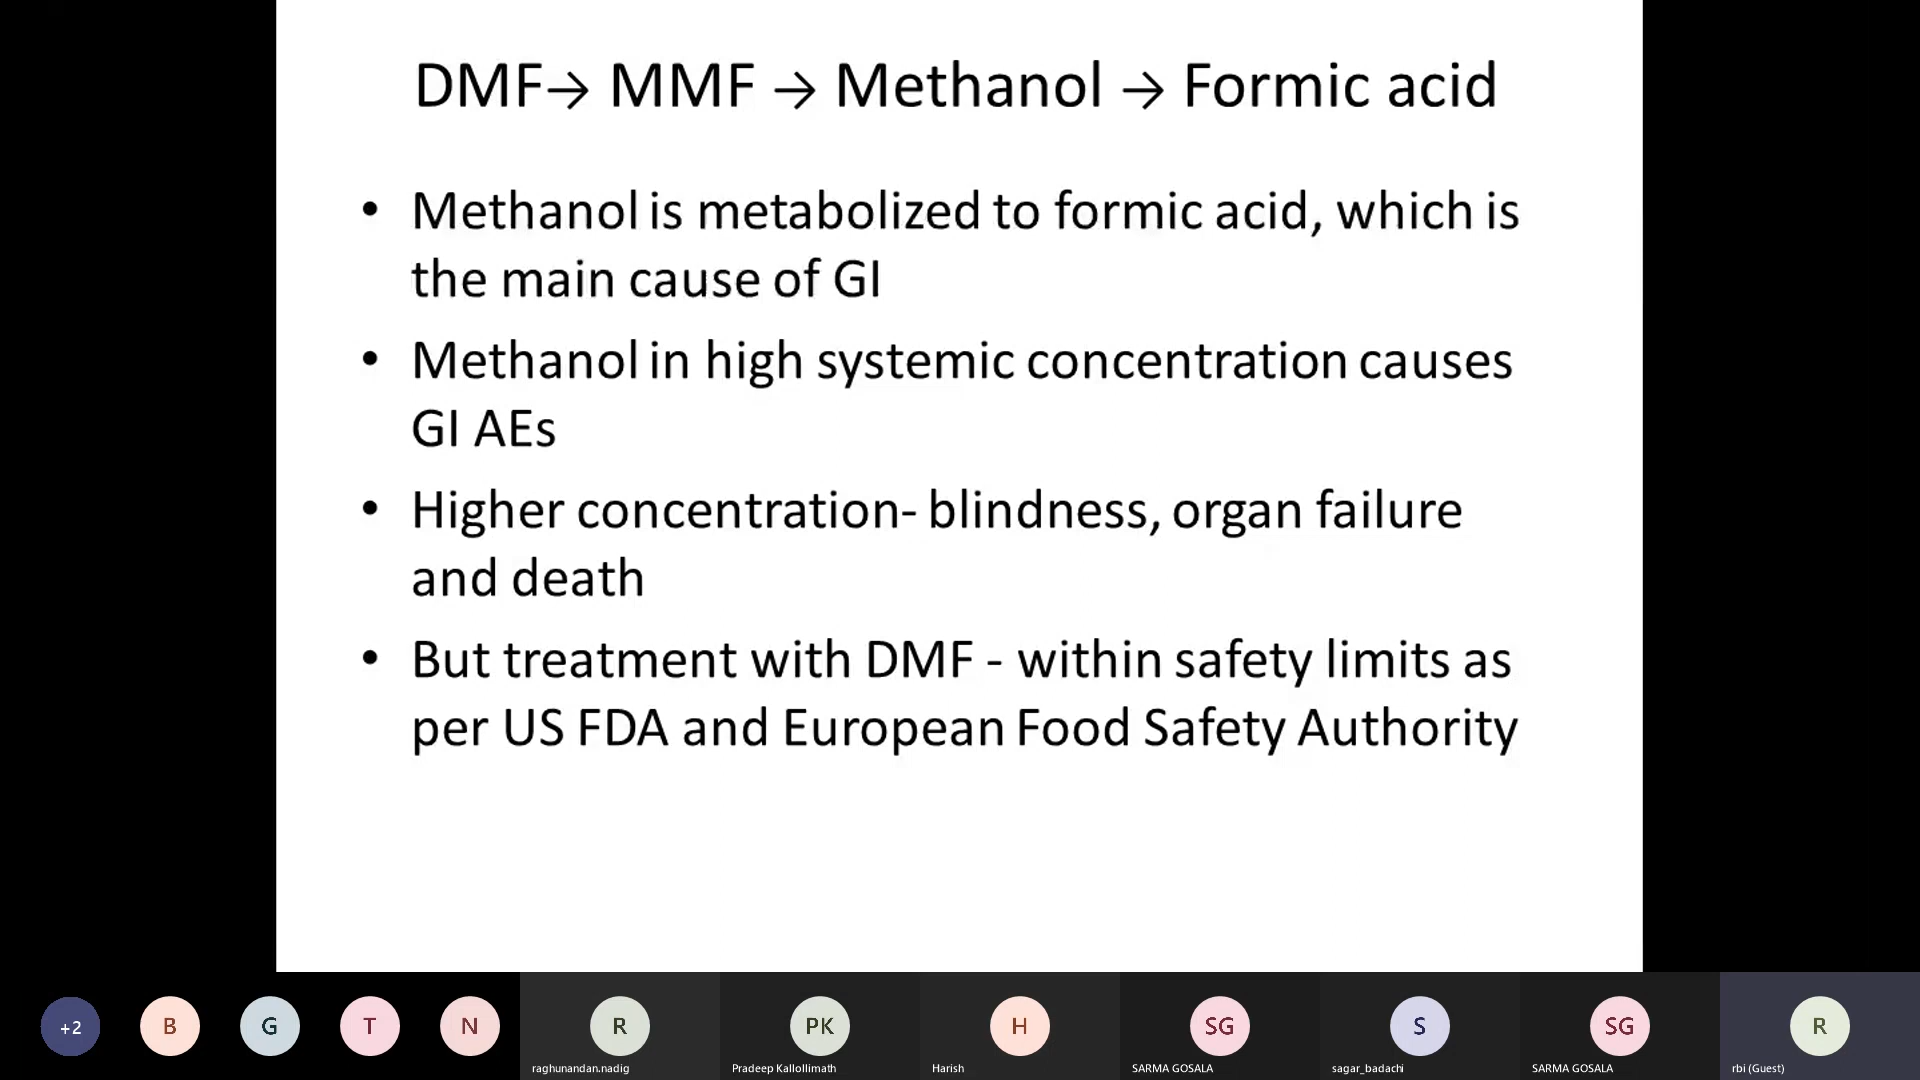 DMF→ MMF → Methanol → Formic acid
• Methanol is metabolized to formic acid, which is
the main cause of GI
• Methanol in high systemic concentration causes
GI AEs
• Higher concentration- blindness, organ failure
and death
• But treatment with DMF - within safety limits as
per US FDA and European Food Safety Authority
+2 B G T N R PK H SG S SG R
raghunandan.nadig Pradeep Kallollimath Harish SARMA GOSALA sagar_badachi SARMA GOSALA rbi (Guest)